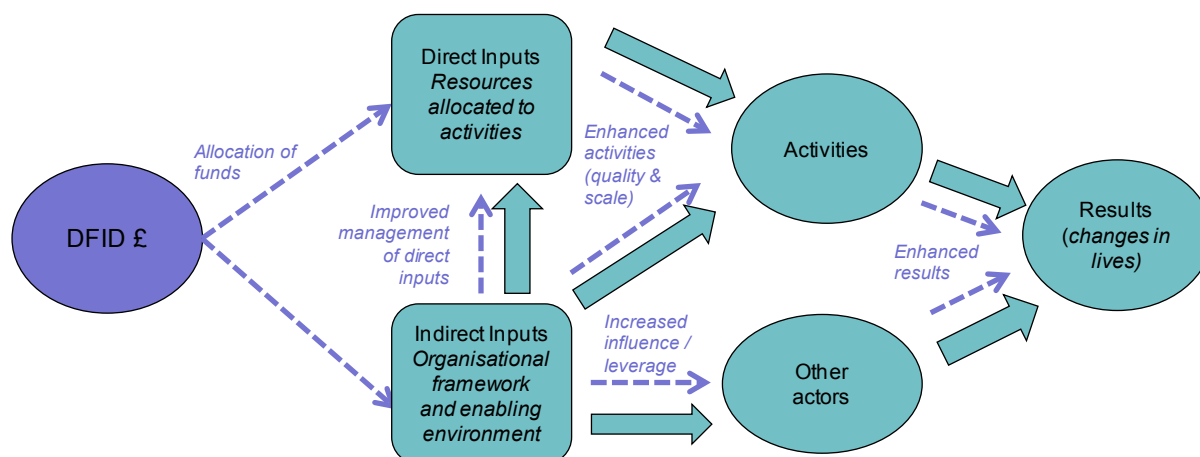 DFID £
Allocation of
funds
Direct Inputs
Resources
allocated to
activities
Improved
management
of direct
inputs
Indirect Inputs
Organisational
framework
and enabling
environment
Enhanced
activities
(quality &
scale)
Increased
influence /
leverage
Activities
Other
actors
Enhanced
results
Results
(changes in
lives)